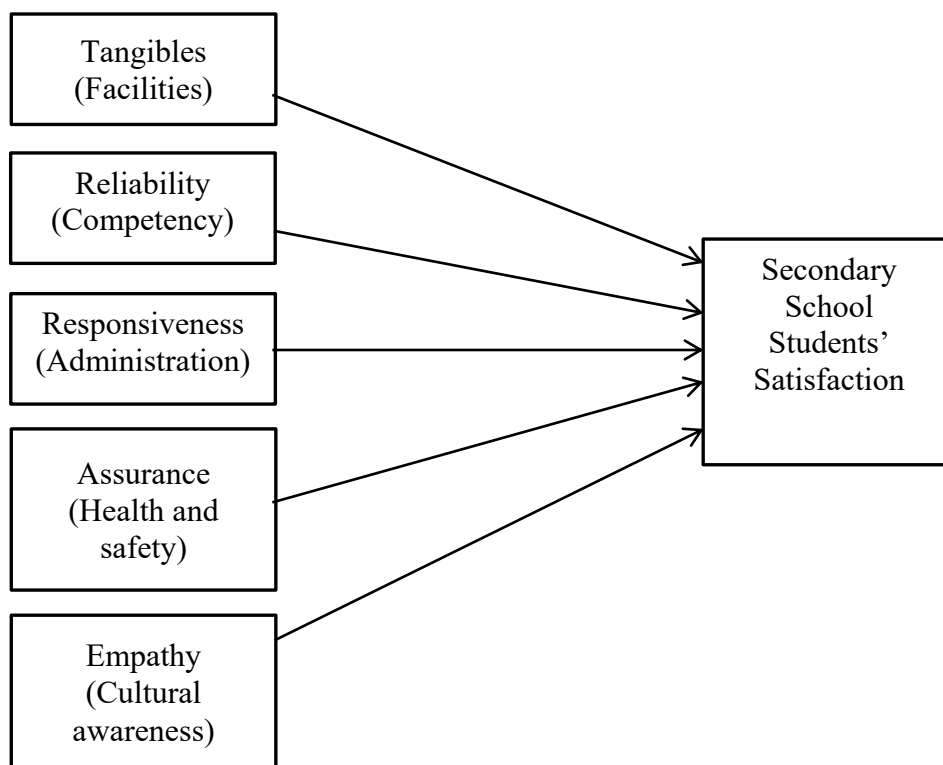 Tangibles
(Facilities)
Reliability
(Competency)
Responsiveness
(Administration)
Assurance
(Health and
safety)
Empathy
(Cultural
awareness)
Secondary
School
Students’
Satisfaction